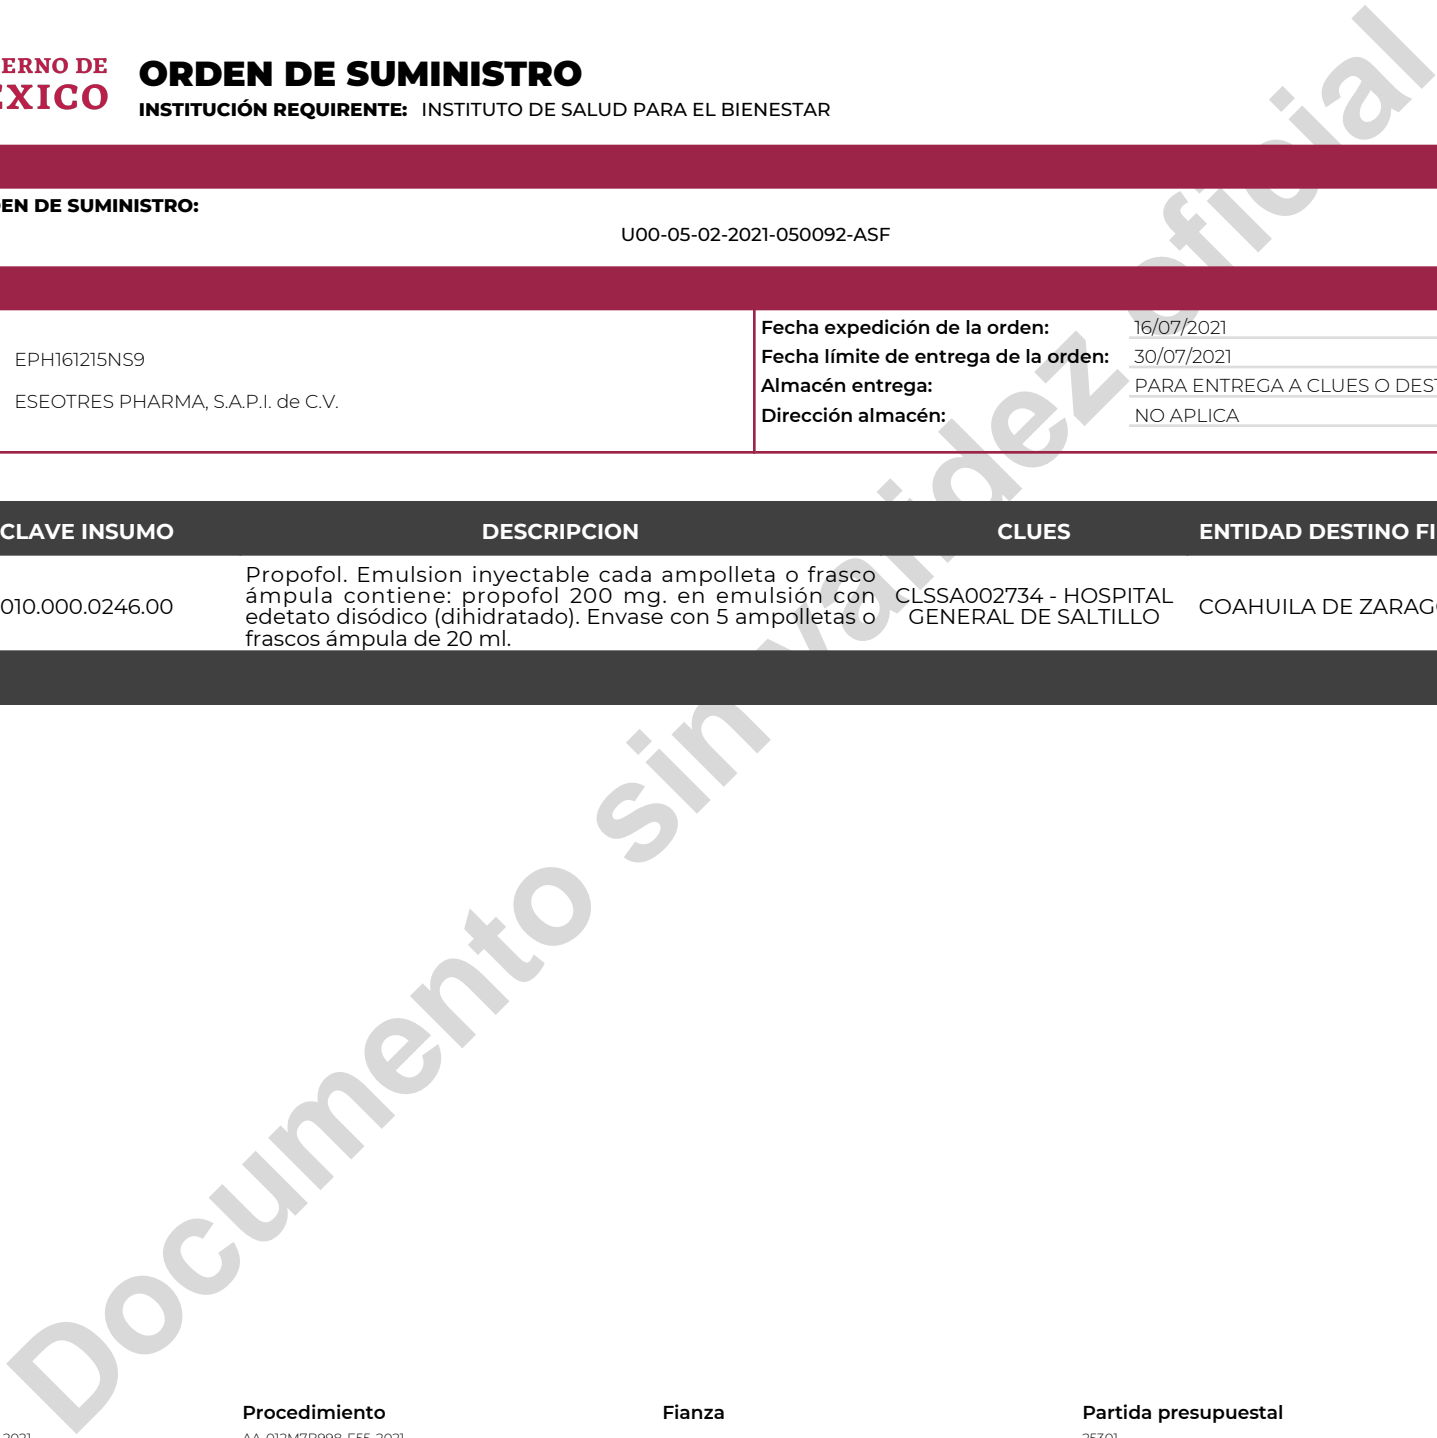 ERNO DE
ORDEN DE SUMINISTRO
XICO
INSTITUCIÓN REQUIRENTE: INSTITUTO DE SALUD PARA EL BIENESTAR
EN DE SUMINISTRO:
U00-05-02-2021-050092-ASF
Fecha expedición de la orden: 16/07/2021
EPH161215NS9
Fecha límite de entrega de la orden: 30/07/2021
Almacén entrega: PARA ENTREGA A CLUES O DEST
ESEOTRES PHARMA, S.A.P.I. de C.V.
Dirección almacén: NO APLICA
CLAVE INSUMO DESCRIPCION CLUES ENTIDAD DESTINO FI
010.000.0246.00
Propofol. Emulsion inyectable cada ampolleta o frasco
ámpula contiene: propofol 200 mg. en emulsión con
edetato disódico (dihidratado). Envase con 5 ampolletas o
frascos ámpula de 20 ml.
CLSSA002734 - HOSPITAL
GENERAL DE SALTILLO
COAHUILA DE ZARAG
Documento sin validez oficial
Procedimiento Fianza Partida presupuestal